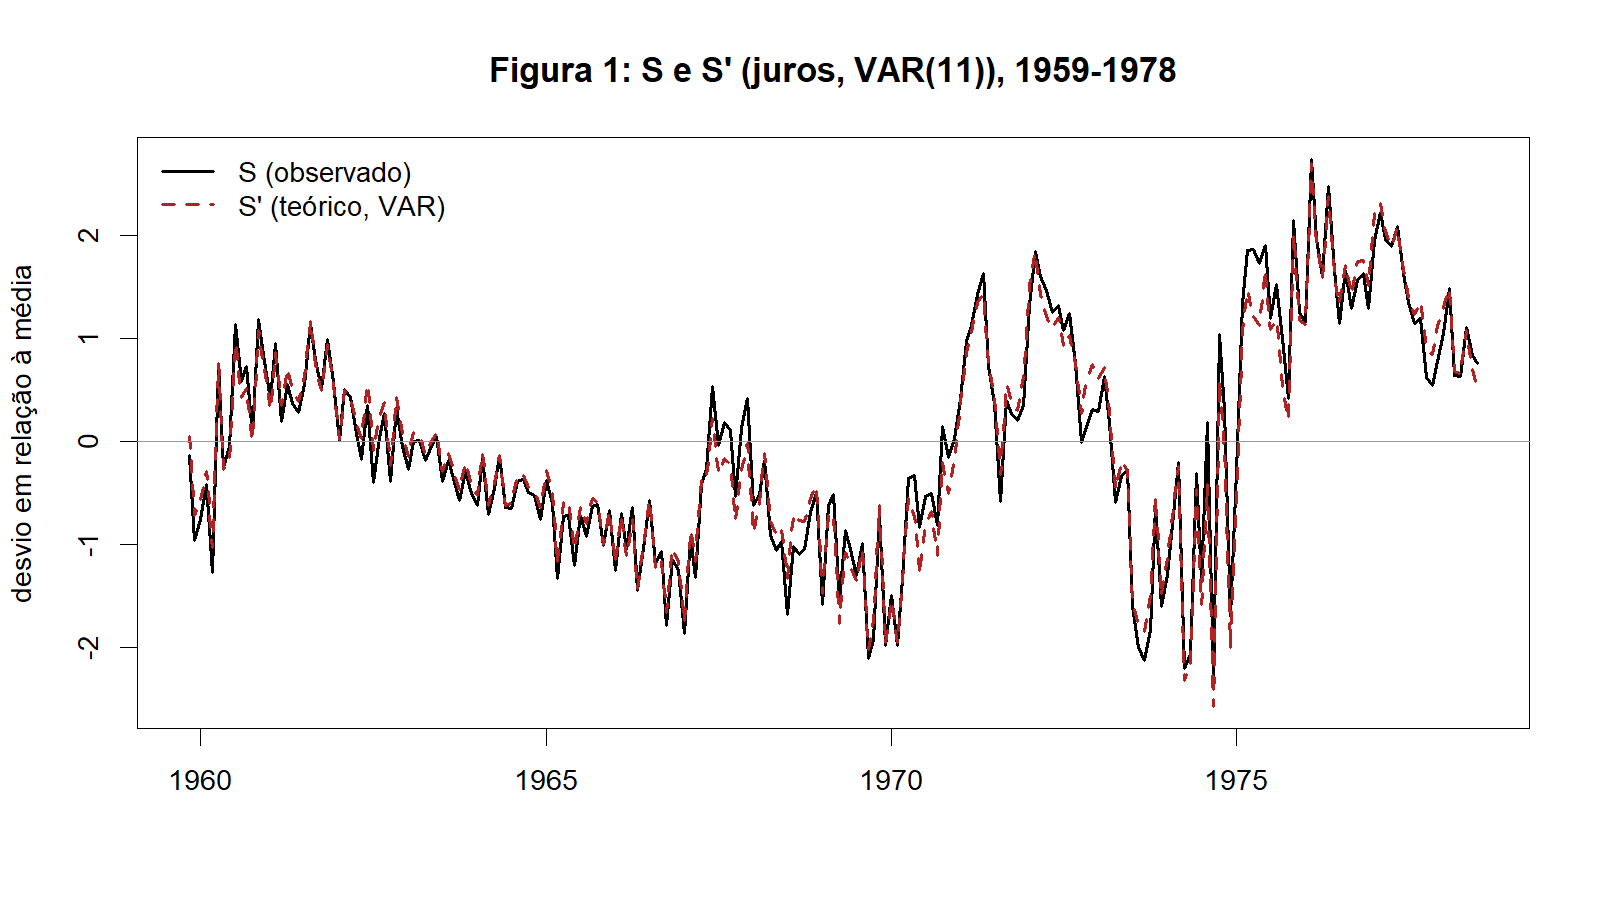 Figura 1: S e S' (juros, VAR(11)), 1959-1978
S (observado)
S' (teórico, VAR)
desvio em relação à média
2
1
0
-1
-2
1960
1965
1970
1975